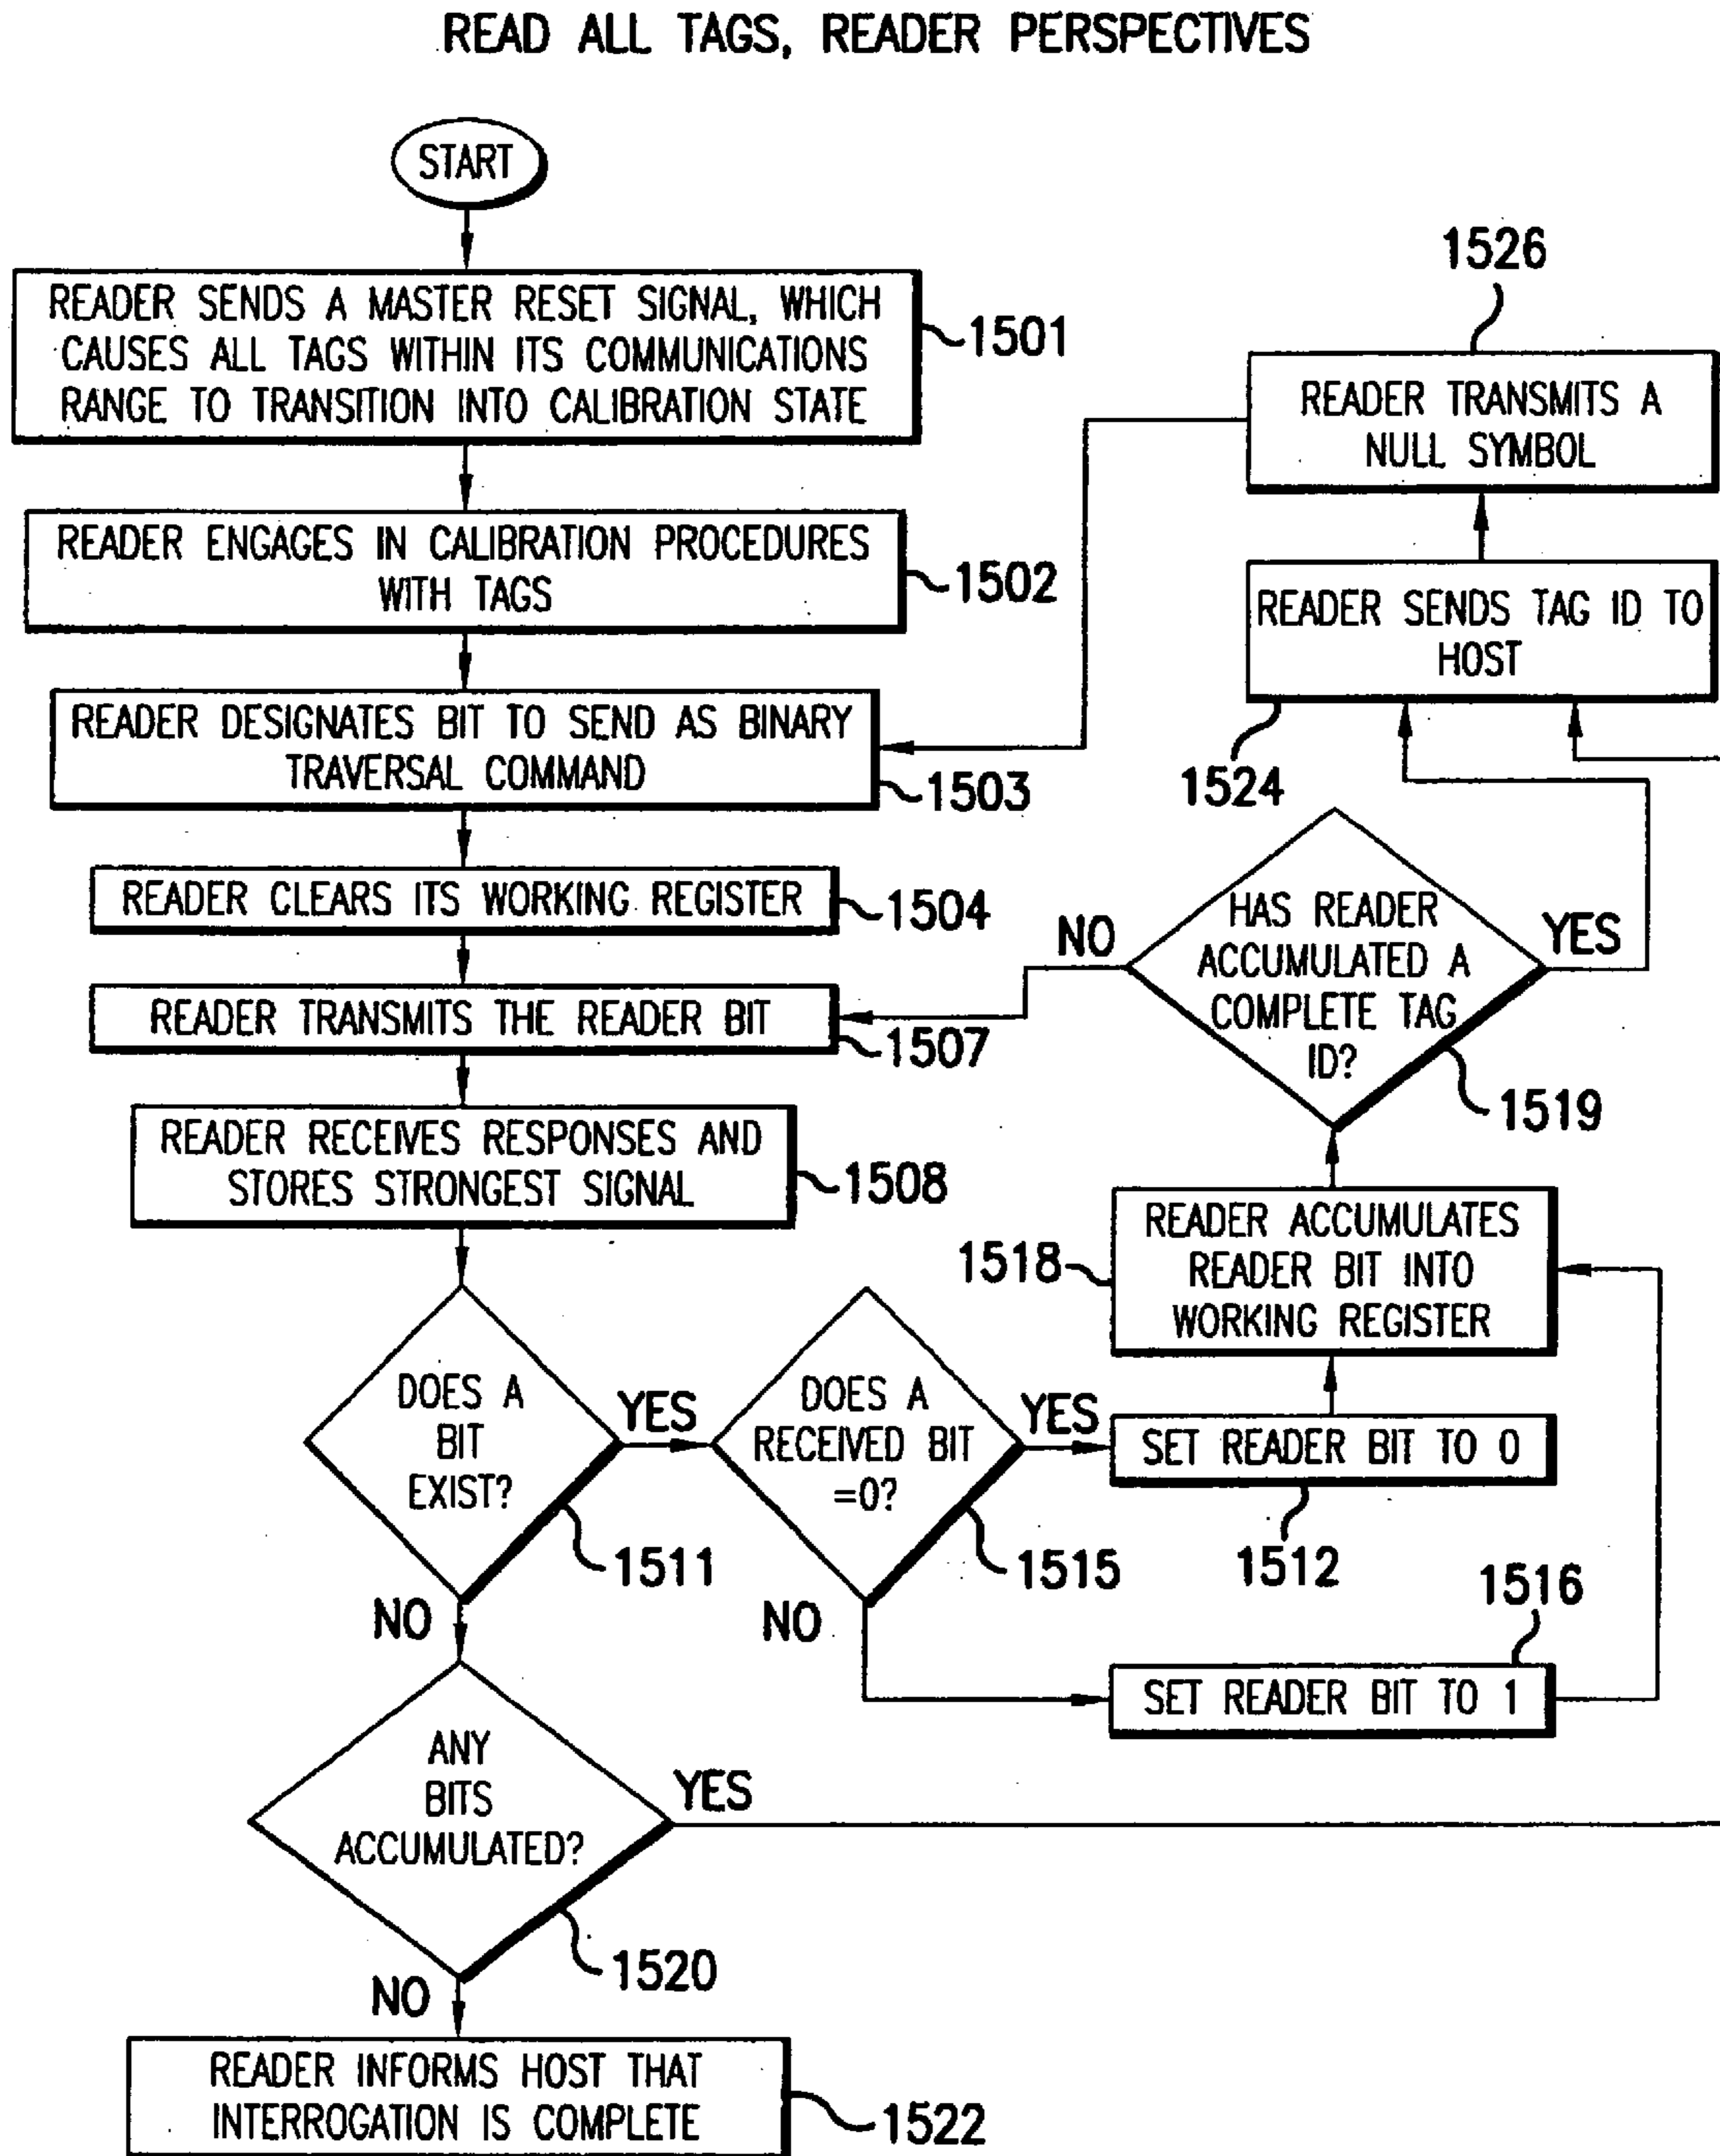 READ ALL TAGS, READER PERSPECTIVES
START
READER SENDS A MASTER RESET SIGNAL, WHICH
CAUSES ALL TAGS WITHIN ITS COMMUNICATIONS
RANGE TO TRANSITION INTO CALIBRATION STATE
1501
READER ENGAGES IN CALIBRATION PROCEDURES
WITH TAGS
1502
READER DESIGNATES BIT TO SEND AS BINARY
TRAVERSAL COMMAND
1503
READER CLEARS ITS WORKING REGISTER
1504
READER TRANSMITS THE READER BIT
1507
READER RECEIVES RESPONSES AND
STORES STRONGEST SIGNAL
1508
DOES A
BIT
EXIST?
1511
YES
NO
DOES A
RECEIVED BIT
=0?
1515
YES
NO
SET READER BIT TO 0
1512
SET READER BIT TO 1
1516
READER ACCUMULATES
READER BIT INTO
WORKING REGISTER
1518
HAS READER
ACCUMULATED A
COMPLETE TAG
ID?
1519
NO
YES
READER SENDS TAG ID TO
HOST
1524
READER TRANSMITS A
NULL SYMBOL
1526
ANY
BITS
ACCUMULATED?
1520
YES
NO
READER INFORMS HOST THAT
INTERROGATION IS COMPLETE
1522